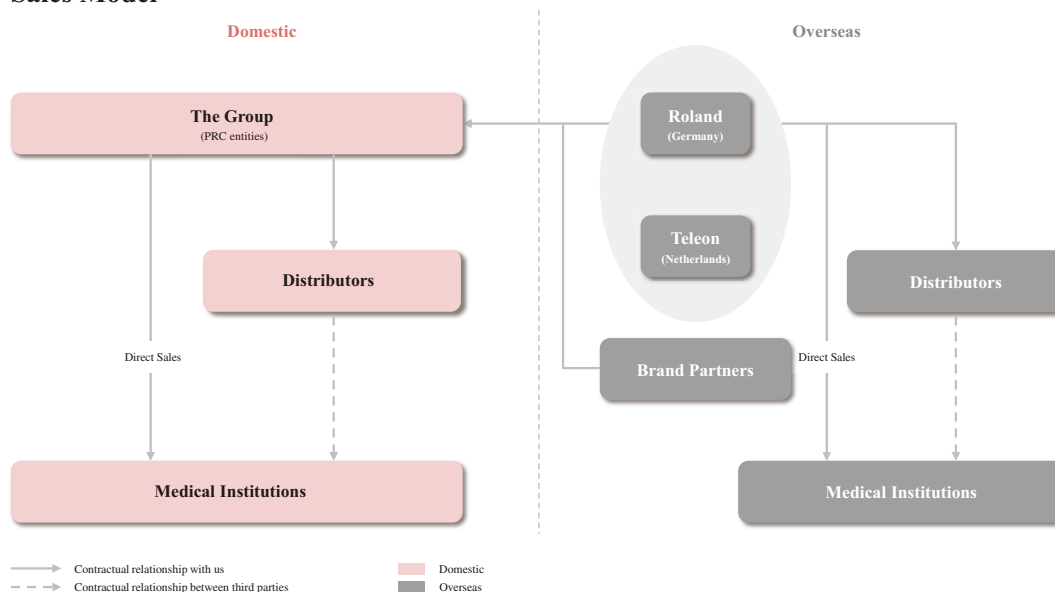 Sales Model
Domestic
Overseas
The Group
(PRC entities)
Roland
(Germany)
Teleon
(Netherlands)
Distributors
Distributors
Direct Sales
Brand Partners
Direct Sales
Medical Institutions
Medical Institutions
Contractual relationship with us
Domestic
Contractual relationship between third parties
Overseas